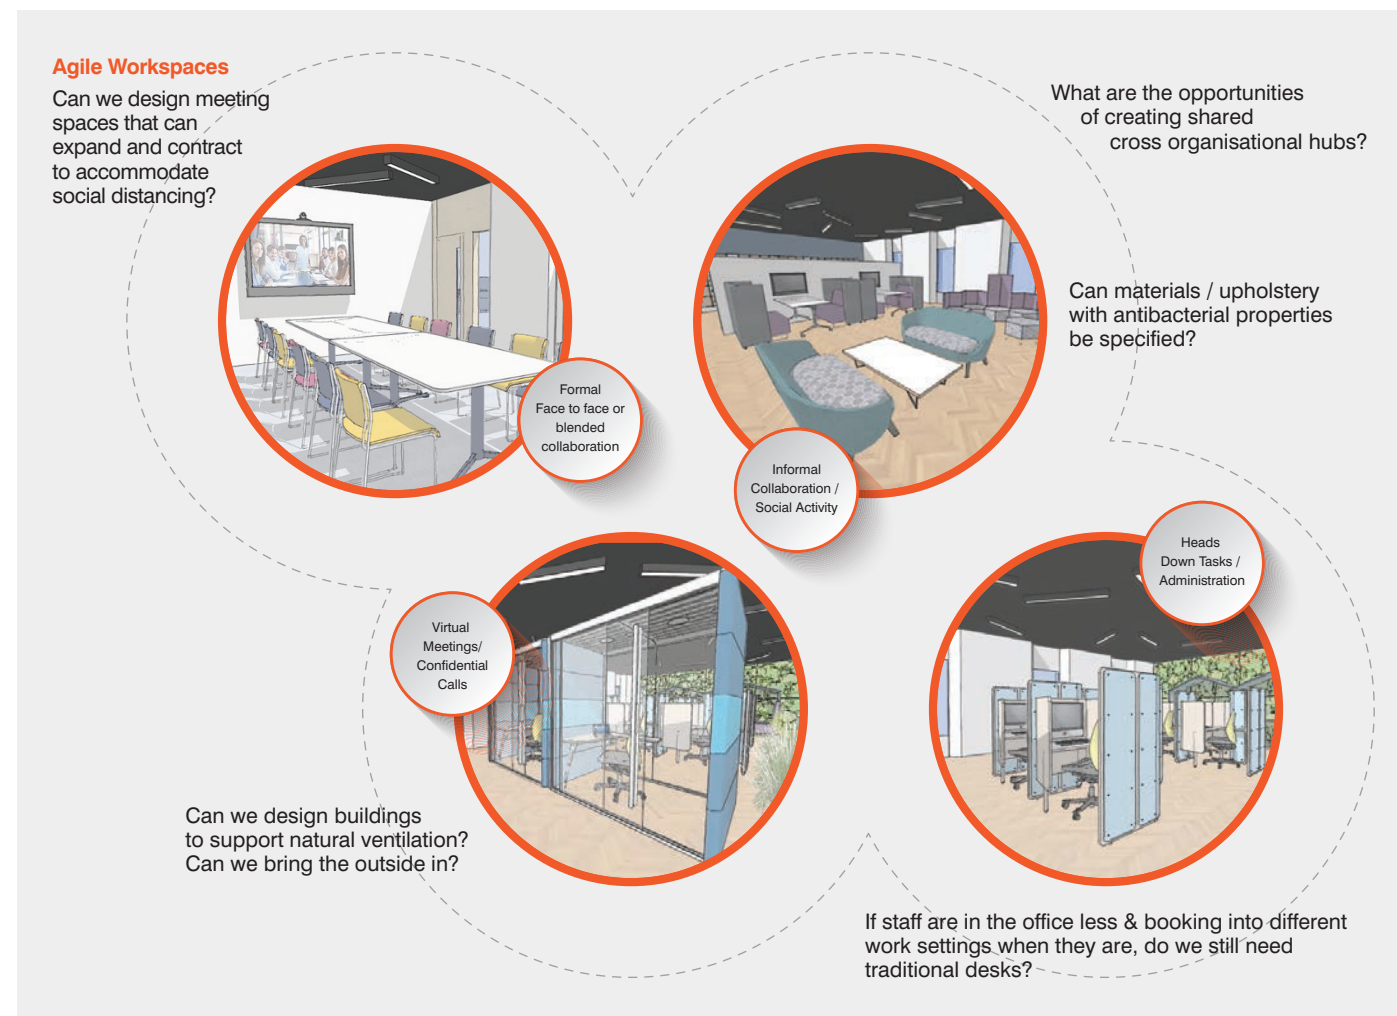 Agile Workspaces
Can we design meeting
spaces that can
expand and contract
to accommodate
social distancing?
What are the opportunities
of creating shared
cross organisational hubs?
Can materials / upholstery
with antibacterial properties
be specified?
Formal
Face to face or
blended
collaboration
Informal
Collaboration /
Social Activity
Heads
Down Tasks /
Administration
Virtual
Meetings/
Confidential
Calls
Can we design buildings
to support natural ventilation?
Can we bring the outside in?
If staff are in the office less & booking into different
work settings when they are, do we still need
traditional desks?